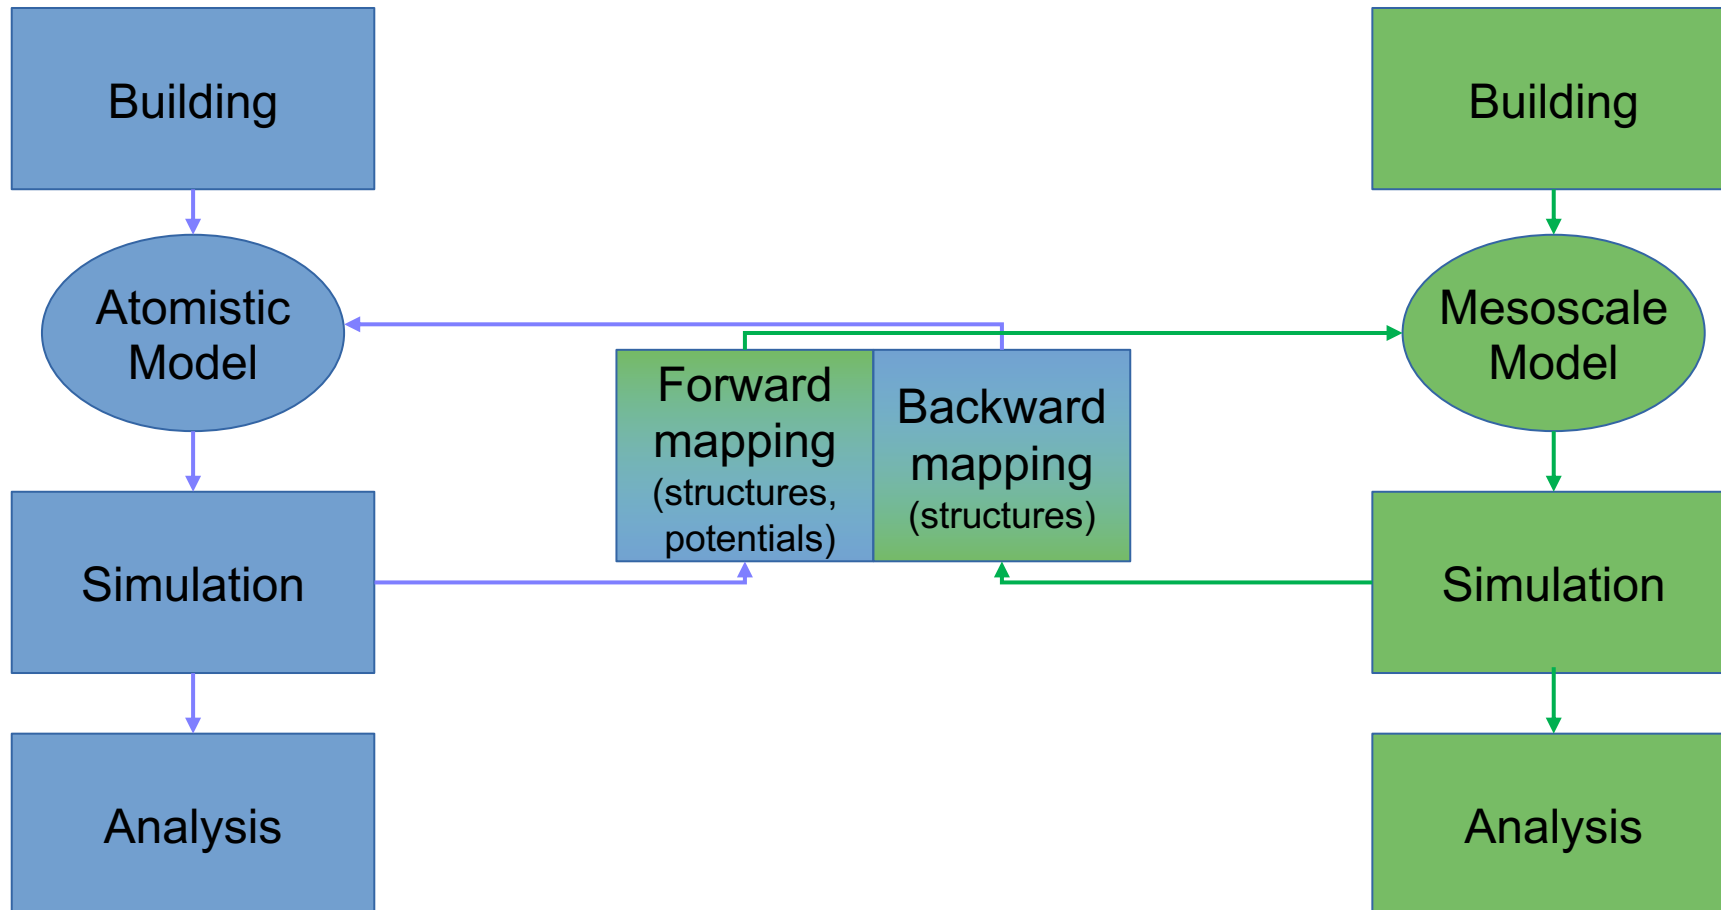 Building
Atomistic
Model
Simulation
Analysis
Forward
mapping
(structures,
potentials)
Backward
mapping
(structures)
Building
Mesoscale
Model
Simulation
Analysis